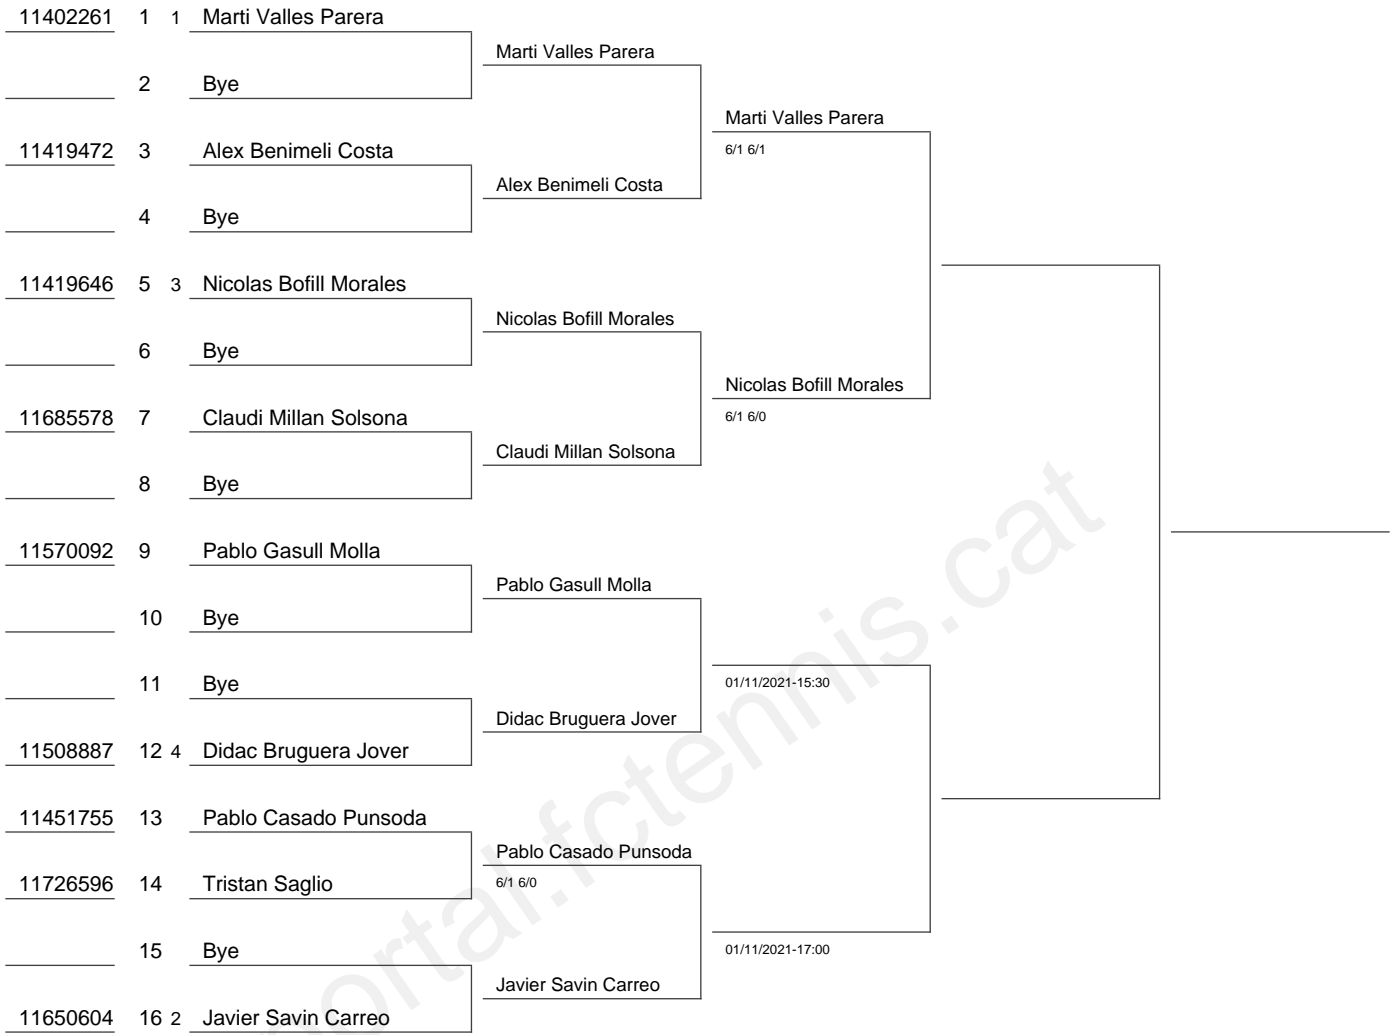 11402261 1 1 Marti Valles Parera
Marti Valles Parera
2 Bye
Marti Valles Parera
6/1 6/1
11419472 3 Alex Benimeli Costa
Alex Benimeli Costa
4 Bye
11419646 5 3 Nicolas Bofill Morales
Nicolas Bofill Morales
6 Bye
Nicolas Bofill Morales
6/1 6/0
11685578 7 Claudi Millan Solsona
Claudi Millan Solsona
8 Bye
11570092 9 Pablo Gasull Molla
Pablo Gasull Molla
10 Bye
11 Bye
01/11/2021-15:30
Didac Bruguera Jover
11508887 12 4 Didac Bruguera Jover
11451755 13 Pablo Casado Punsoda
Pablo Casado Punsoda
6/1 6/0
11726596 14 Tristan Saglio
15 Bye
01/11/2021-17:00
Javier Savin Carreo
11650604 16 2 Javier Savin Carreo
portal.fctennis.cat